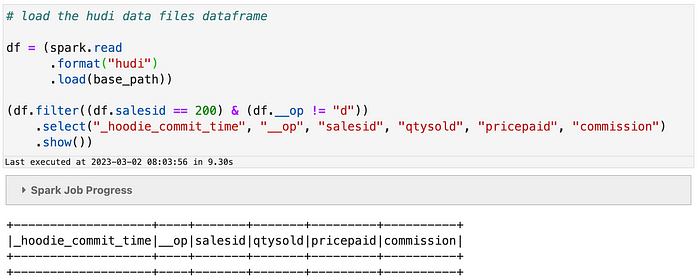 # load the hudi data files dataframe
df = (spark.read
.format("hudi")
.load(base_path))
(df.filter((df.salesid == 200) & (df.__op != "d"))
.select("_hoodie_commit_time", "__op", "salesid", "qtysold", "pricepaid", "commission")
.show())
Last executed at 2023-03-02 08:03:56 in 9.30s
▸ Spark Job Progress
+-------------------+----+-------+-------+---------+----------+
|_hoodie_commit_time|__op|salesid|qtysold|pricepaid|commission|
+-------------------+----+-------+-------+---------+----------+
+-------------------+----+-------+-------+---------+----------+